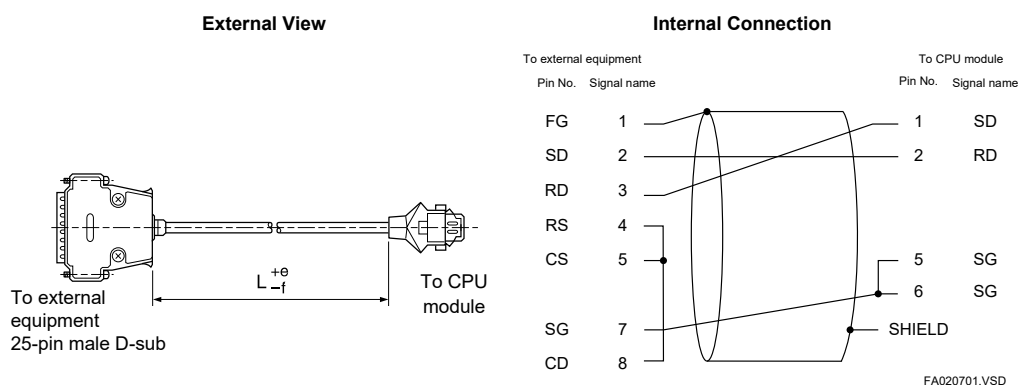 External View
Internal Connection
To external equipment
To CPU module
Pin No. Signal name
Pin No. Signal name
FG 1
1 SD
SD 2
2 RD
RD 3
RS 4
CS 5
5 SG
6 SG
SG 7
SHIELD
CD 8
L +e –f
To external
equipment
25-pin male D-sub
To CPU
module
FA020701.VSD